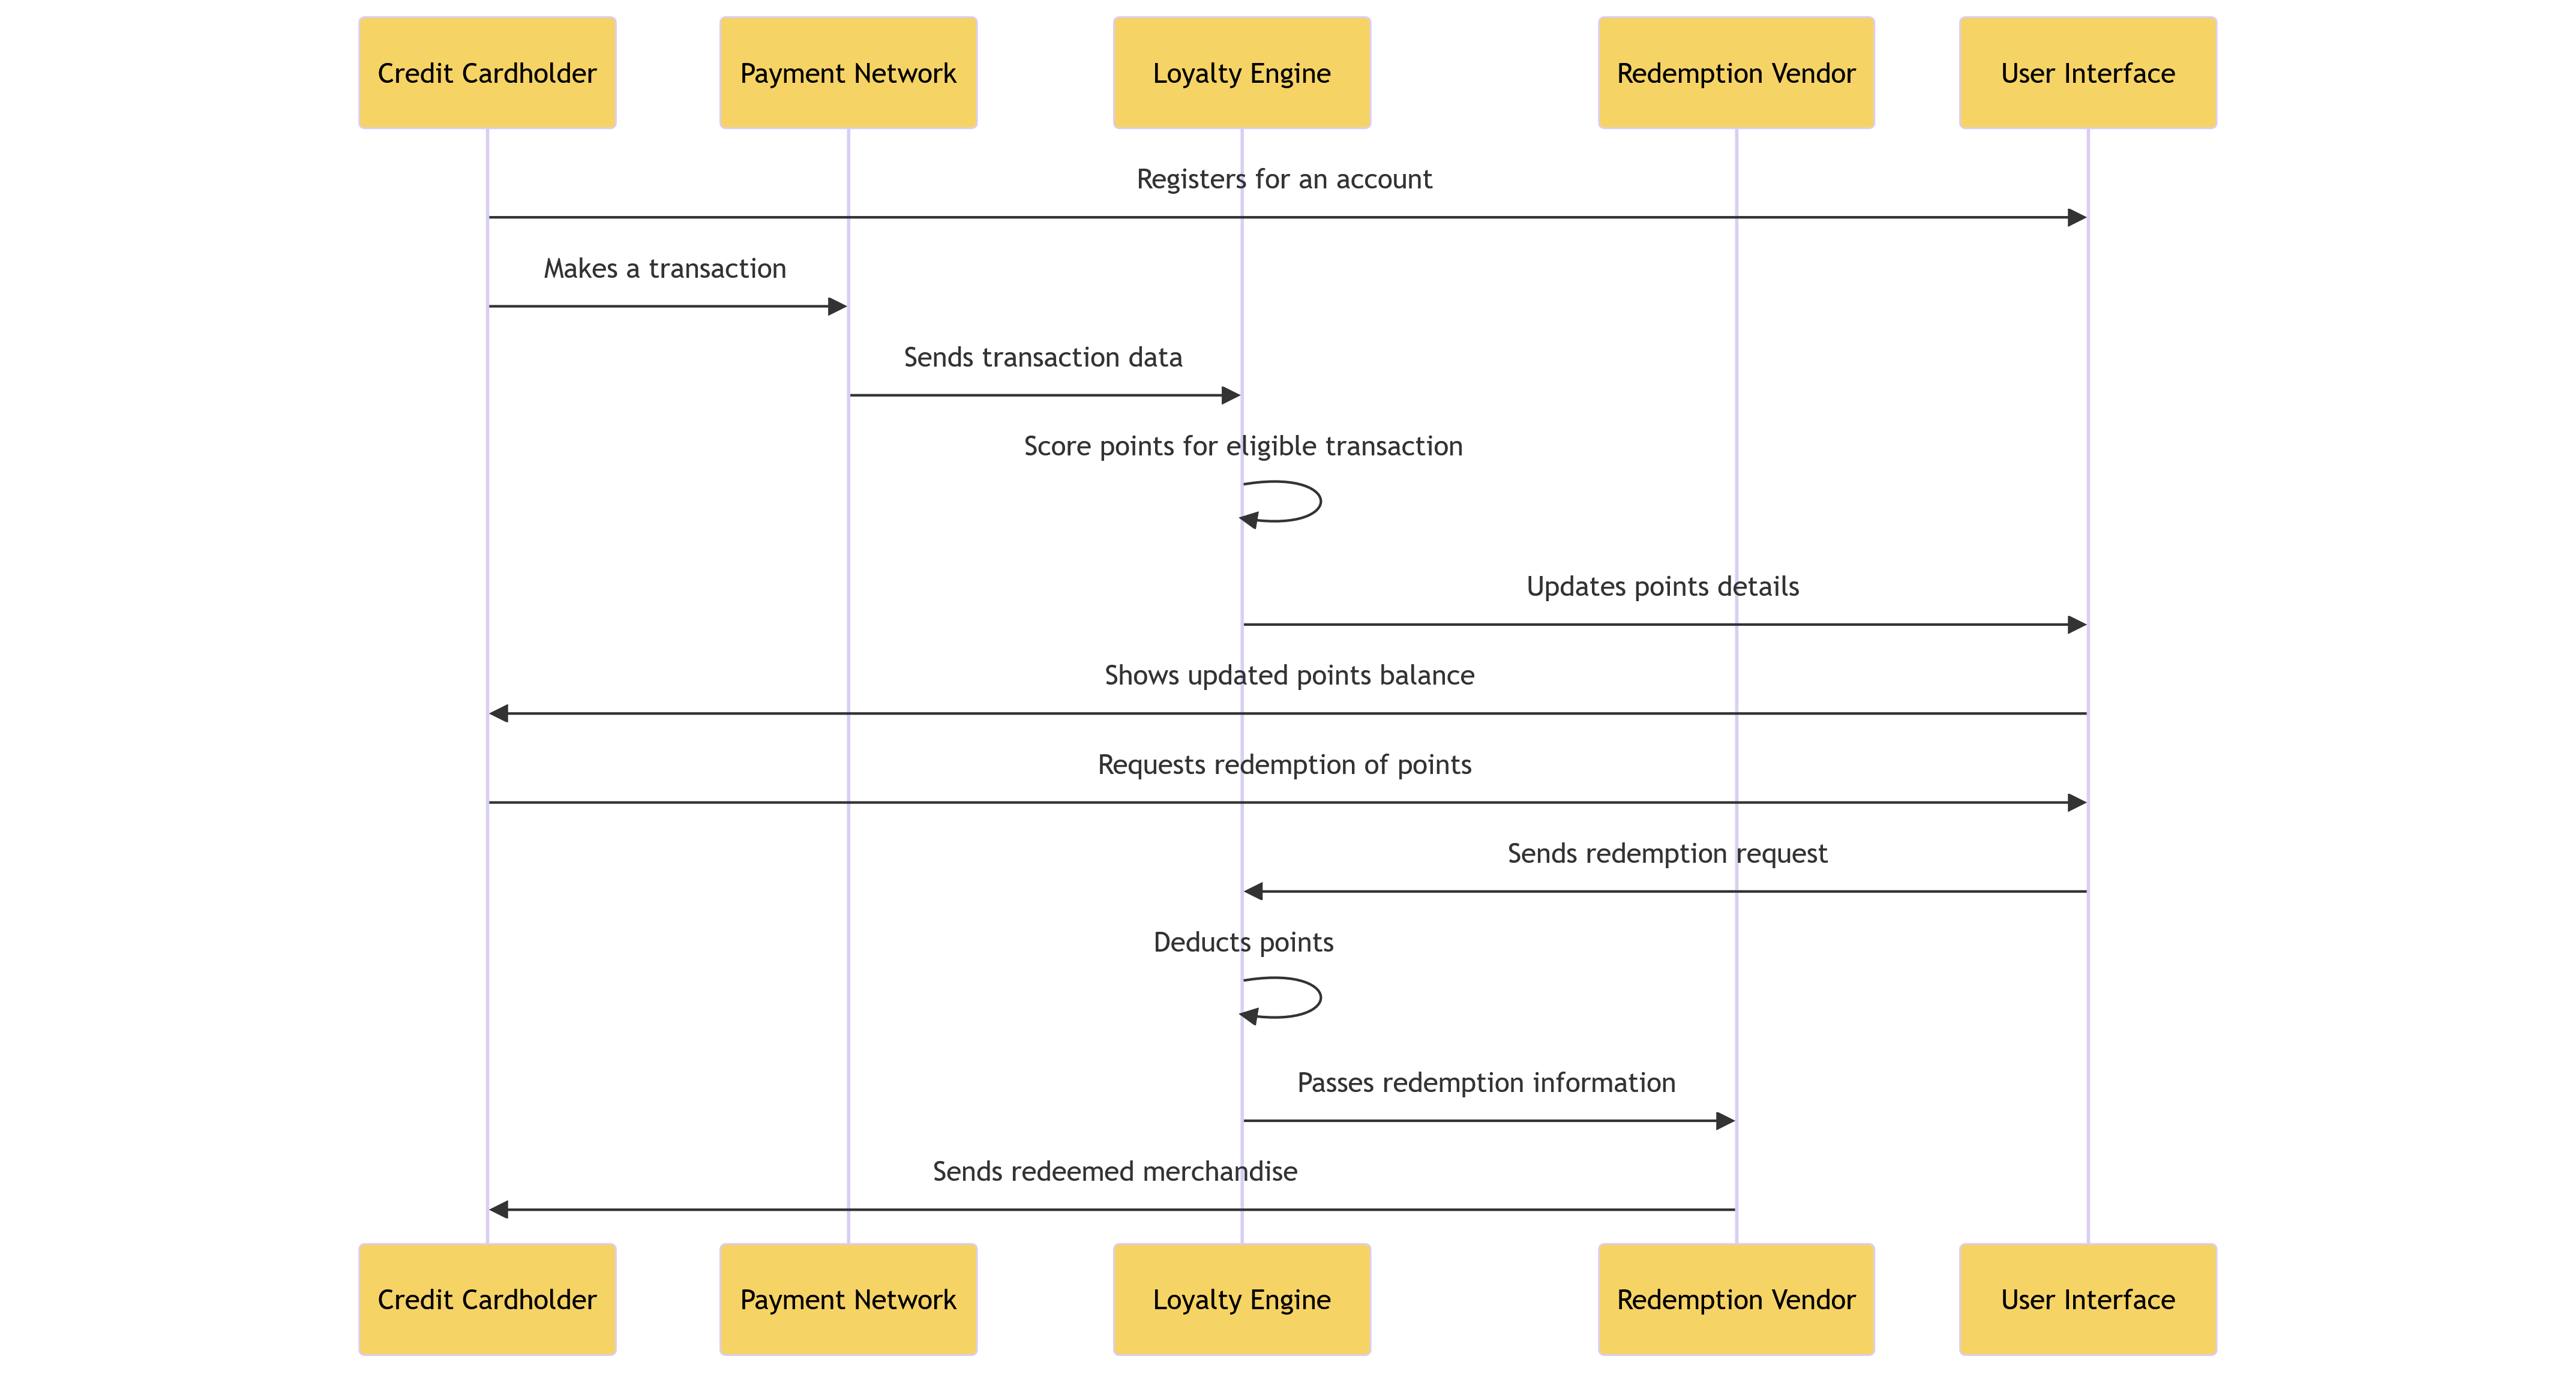 Credit Cardholder
Payment Network
Loyalty Engine
Redemption Vendor
User Interface
Registers for an account
Makes a transaction
Sends transaction data
Score points for eligible transaction
Updates points details
Shows updated points balance
Requests redemption of points
Sends redemption request
Deducts points
Passes redemption information
Sends redeemed merchandise
Credit Cardholder
Payment Network
Loyalty Engine
Redemption Vendor
User Interface